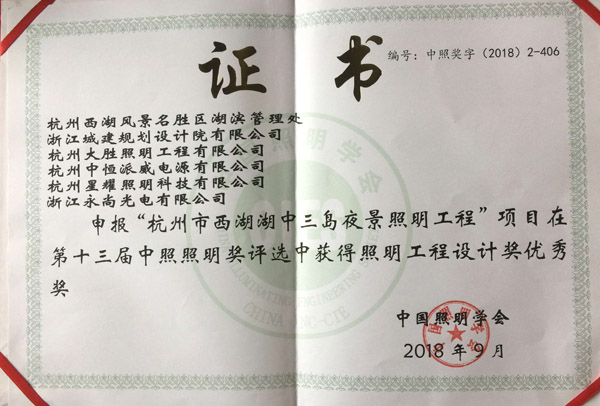 证书
编号：中照奖字（2018）2-406
杭州西湖风景名胜区湖滨管理处
浙江城建规划设计院有限公司
杭州大胜照明工程有限公司
杭州中恒派威电源有限公司
杭州星耀照明科技有限公司
浙江永尚光电有限公司
申报“杭州市西湖湖中三岛夜景照明工程”项目在
第十三届中照照明奖评选中获得照明工程设计奖优秀
奖
中国照明学会
2018 年 9 月